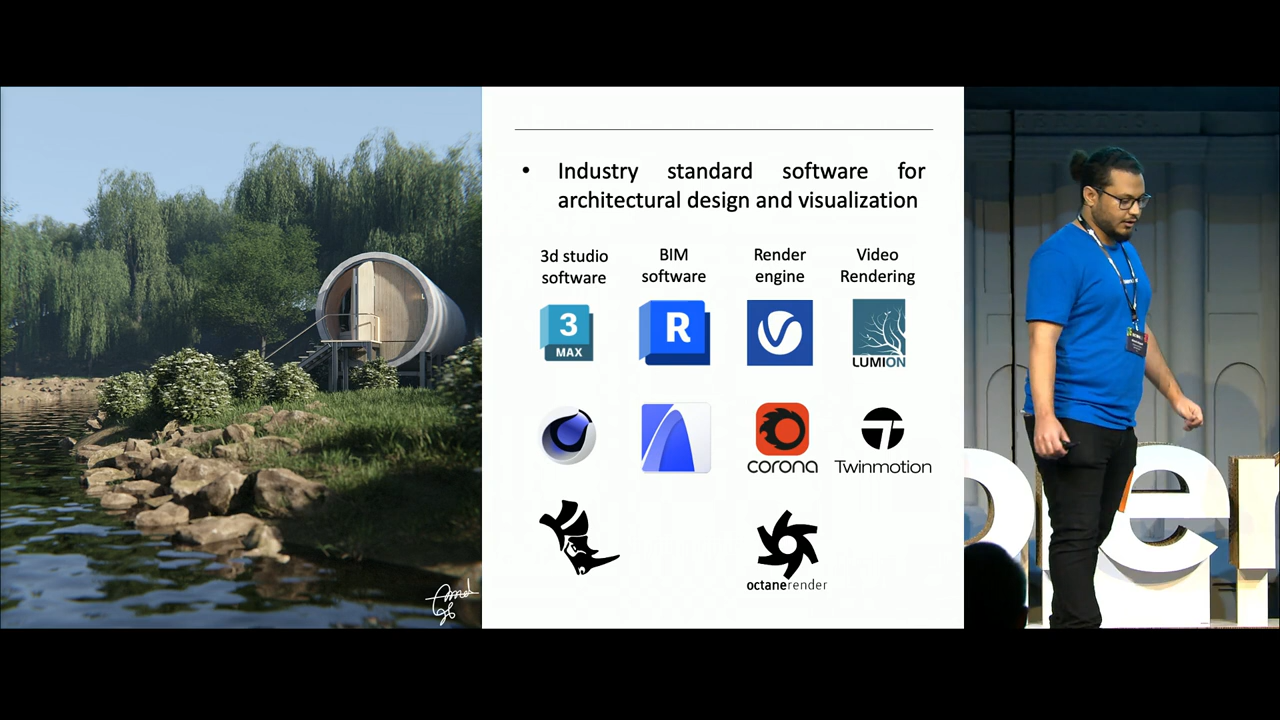 • Industry standard software for
architectural design and visualization
3d studio
software
BIM
software
Render
engine
Video
Rendering
3
MAX
R
LUMION
corona
Twinmotion
octanerender